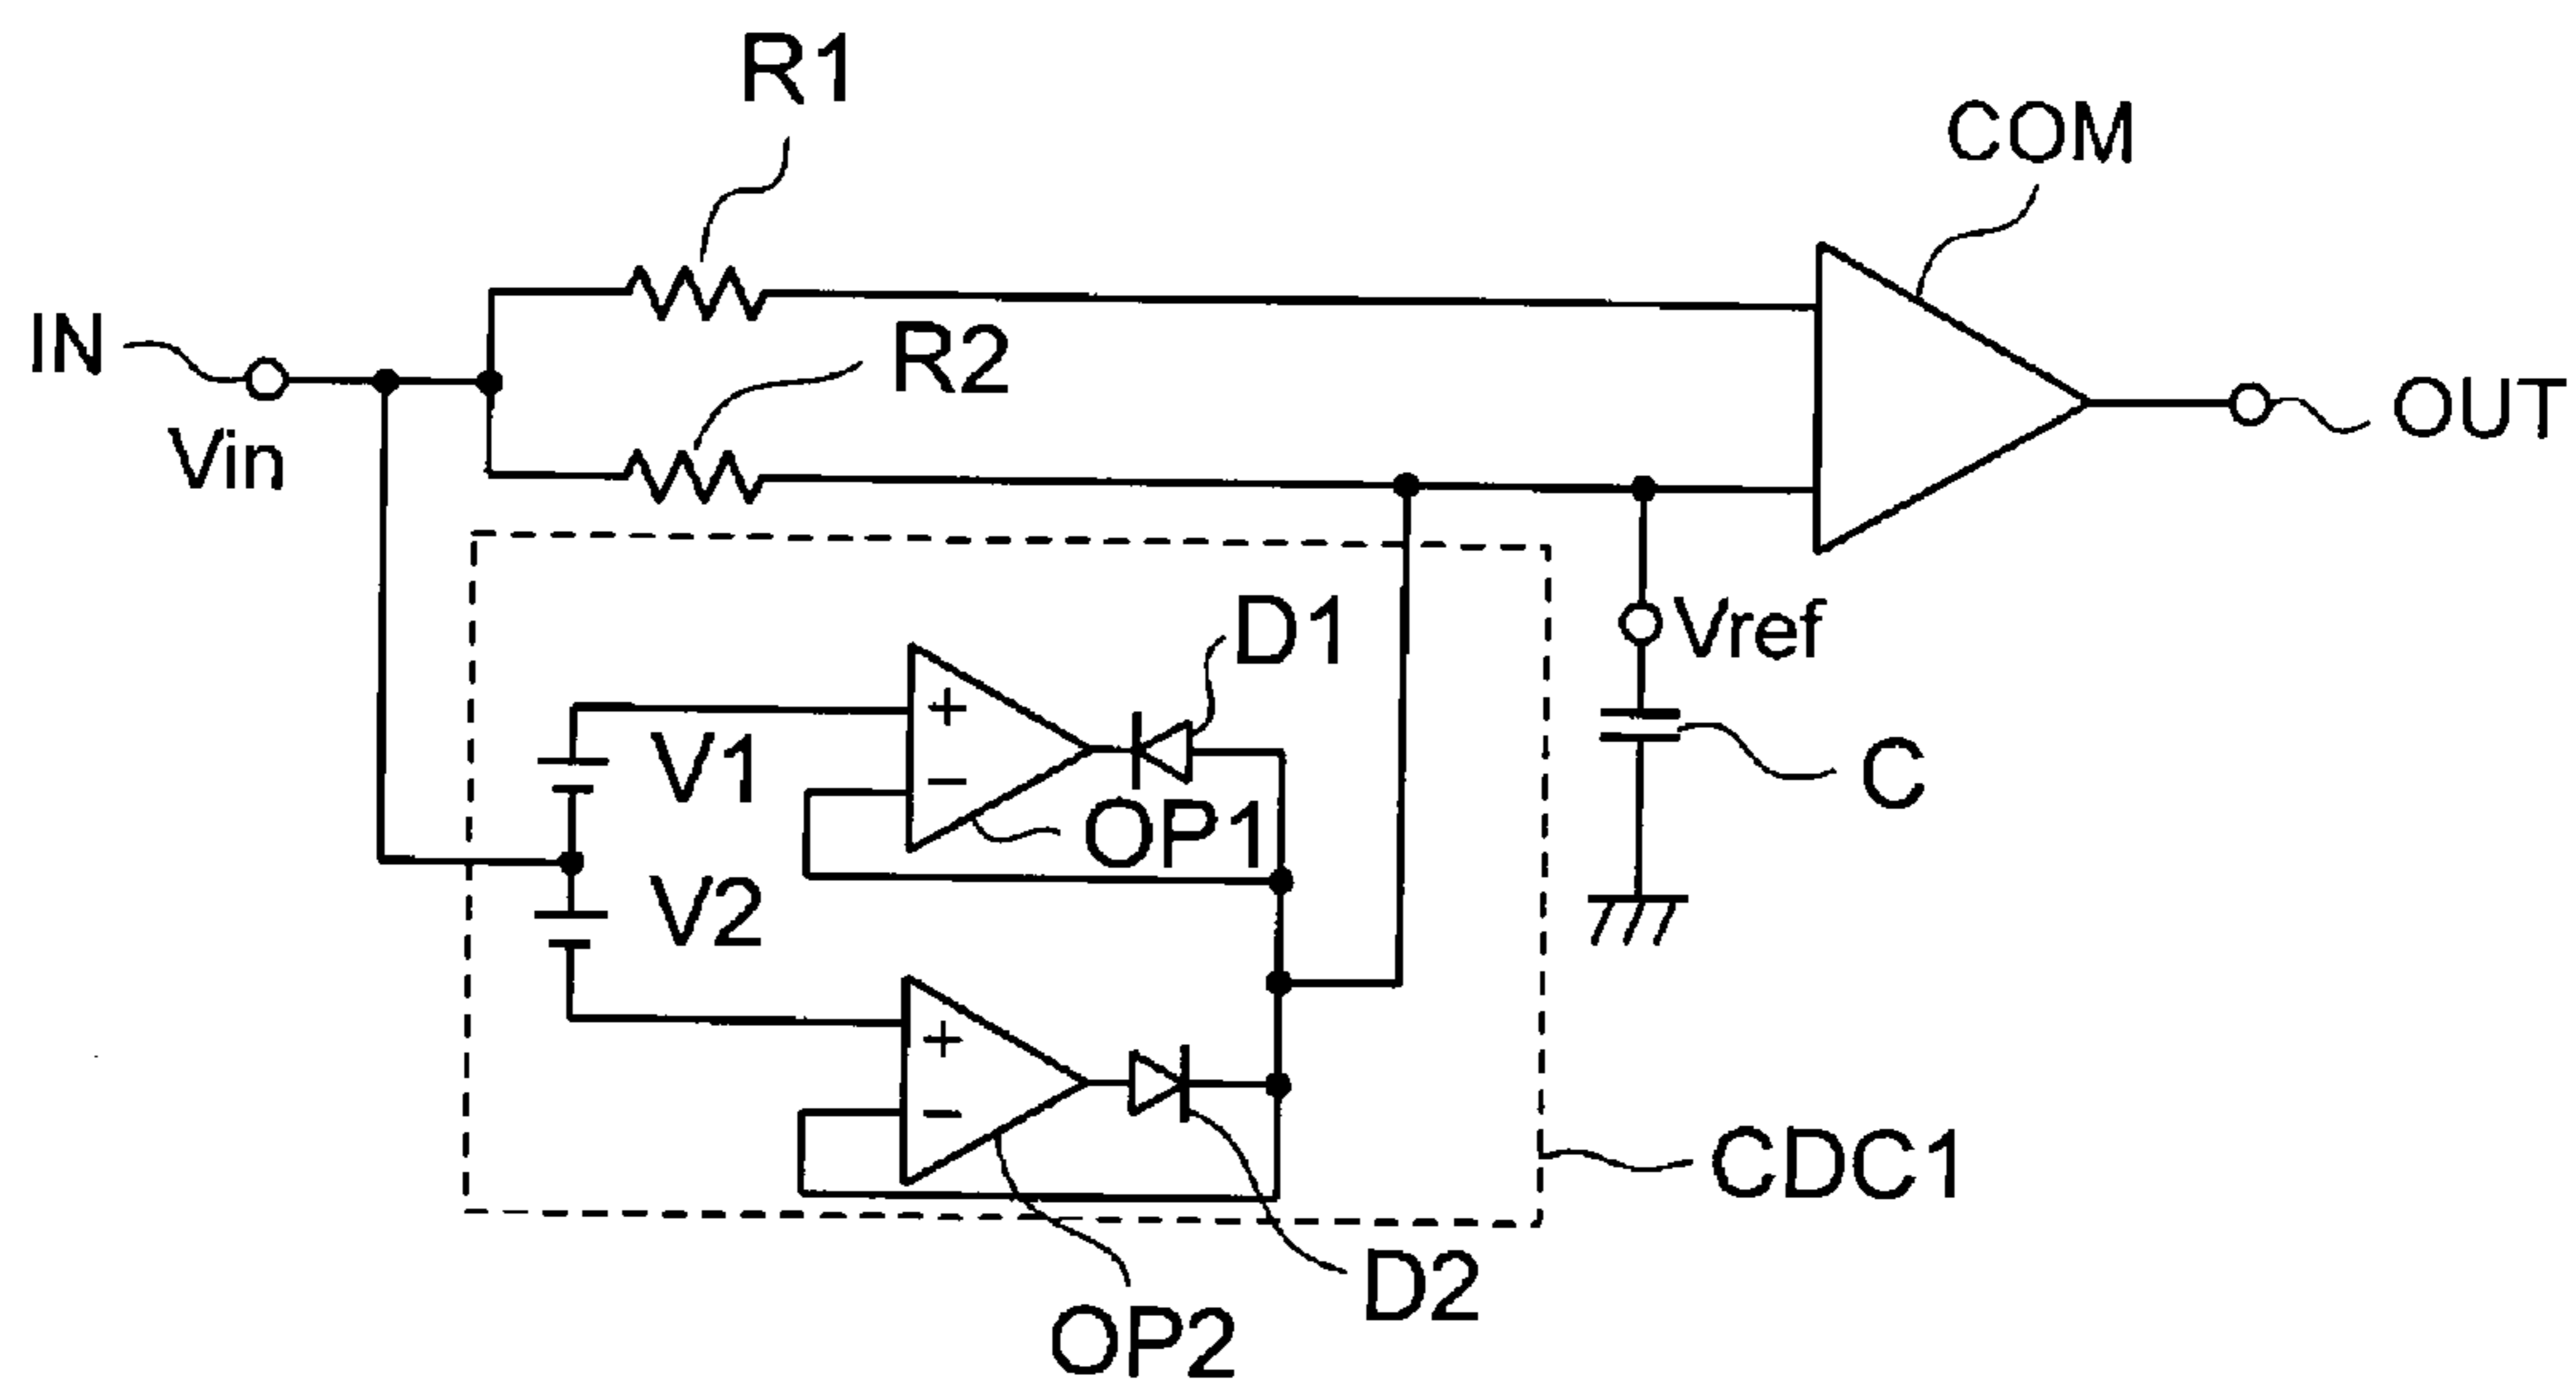 R1
COM
IN
R2
OUT
Vin
D1
Vref
+
V1
C
−
OP1
V2
+
−
CDC1
D2
OP2